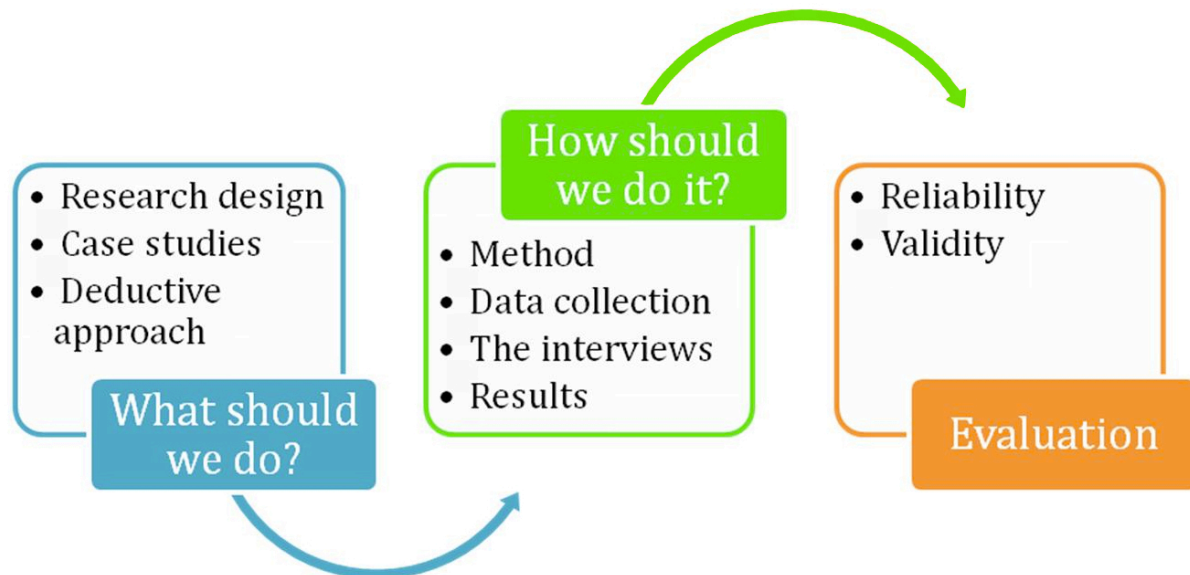 • Research design
• Case studies
• Deductive
approach
What should
we do?
How should
we do it?
• Method
• Data collection
• The interviews
• Results
• Reliability
• Validity
Evaluation